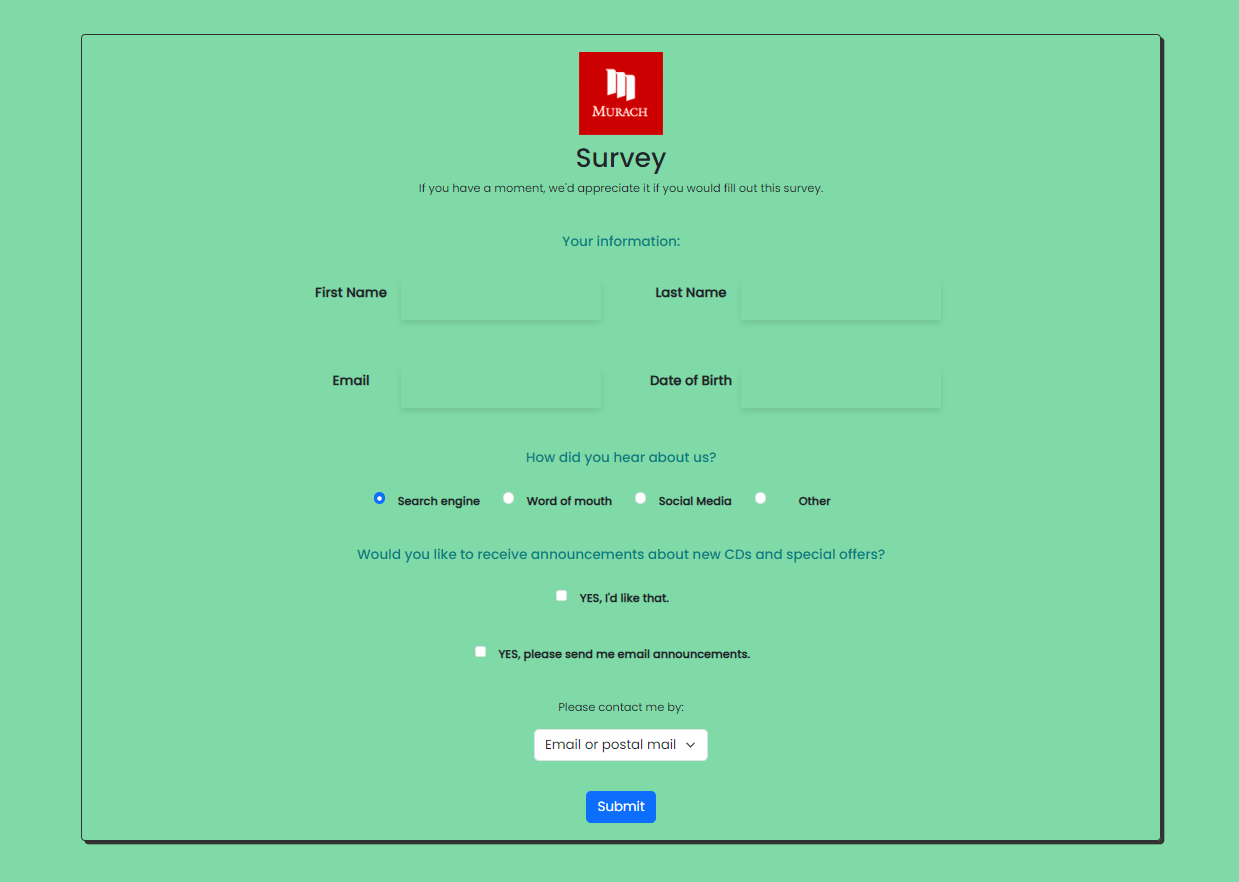 MURACH
Survey
If you have a moment, we'd appreciate it if you would fill out this survey.
Your information:
First Name Last Name
Email Date of Birth
How did you hear about us?
Search engine Word of mouth Social Media Other
Would you like to receive announcements about new CDs and special offers?
YES, I'd like that.
YES, please send me email announcements.
Please contact me by:
Email or postal mail
Submit